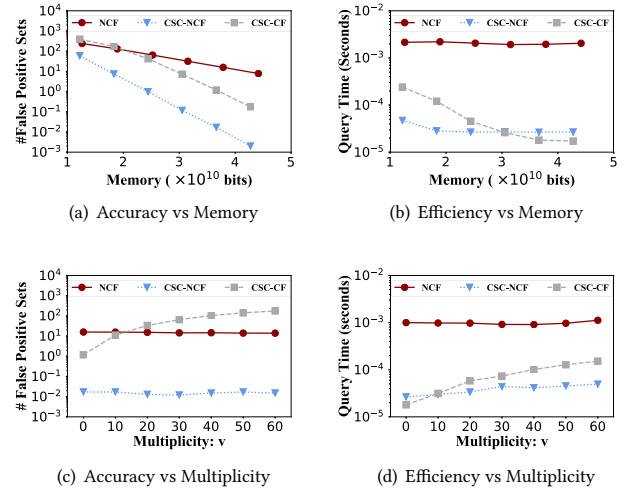 NCF CSC-NCF CSC-CF
#False Positive Sets
10^4
10^3
10^2
10^1
10^0
10^-1
10^-2
10^-3
1 2 3 4 5
Memory ( ×10^10 bits)
(a) Accuracy vs Memory
NCF CSC-NCF CSC-CF
Query Time (Seconds)
10^-2
10^-3
10^-4
10^-5
1 2 3 4 5
Memory ( ×10^10 bits)
(b) Efficiency vs Memory
NCF CSC-NCF CSC-CF
# False Positive Sets
10^4
10^3
10^2
10^1
10^0
10^-1
10^-2
10^-3
0 10 20 30 40 50 60
Multiplicity: v
(c) Accuracy vs Multiplicity
NCF CSC-NCF CSC-CF
Query Time (seconds)
10^-2
10^-3
10^-4
10^-5
0 10 20 30 40 50 60
Multiplicity: v
(d) Efficiency vs Multiplicity